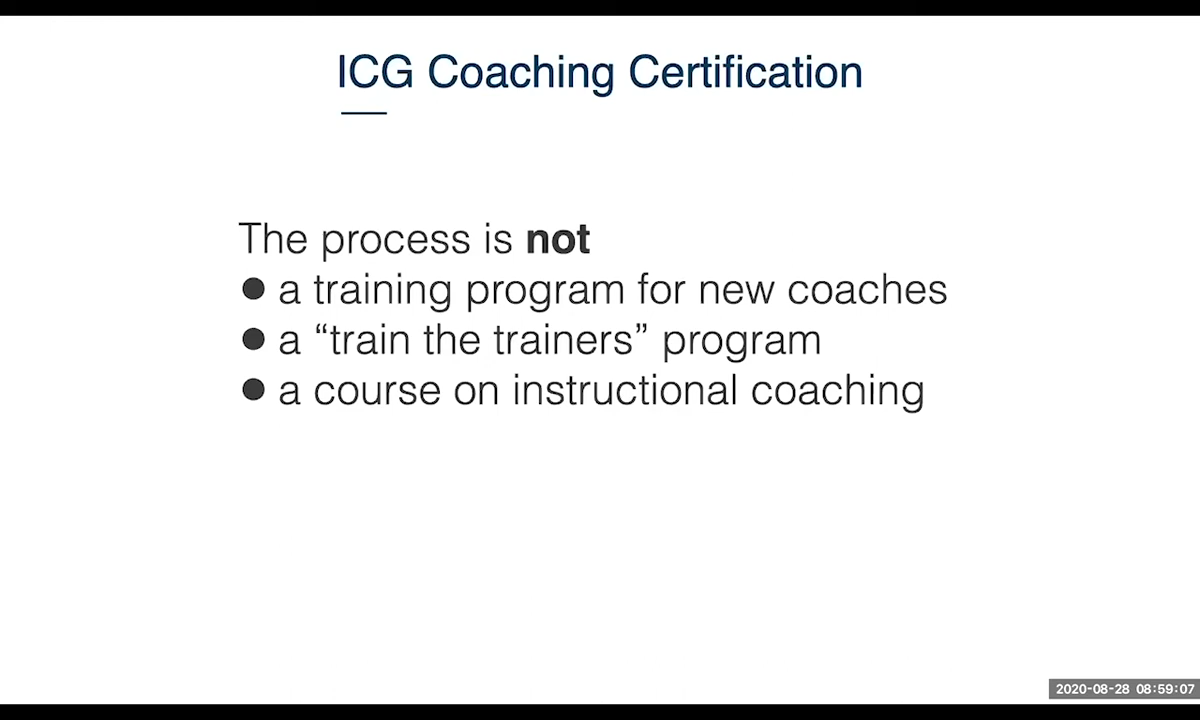 ICG Coaching Certification
The process is not
● a training program for new coaches
● a “train the trainers” program
● a course on instructional coaching
2020-08-28 08:59:07